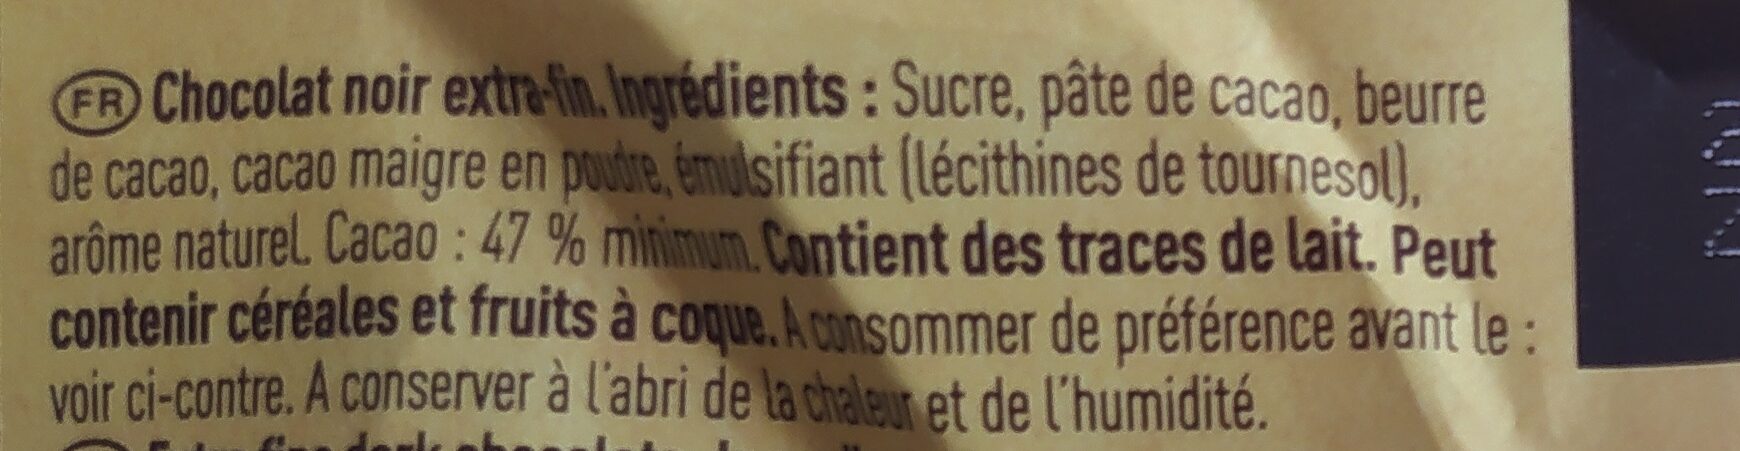 FR Chocolat noir extra-fin. Ingrédients : Sucre, pâte de cacao, beurre
de cacao, cacao maigre en poudre, émulsifiant (lécithines de tournesol),
arôme naturel. Cacao : 47 % minimum. Contient des traces de lait. Peut
contenir céréales et fruits à coque. A consommer de préférence avant le :
voir ci-contre. A conserver à l'abri de la chaleur et de l'humidité.